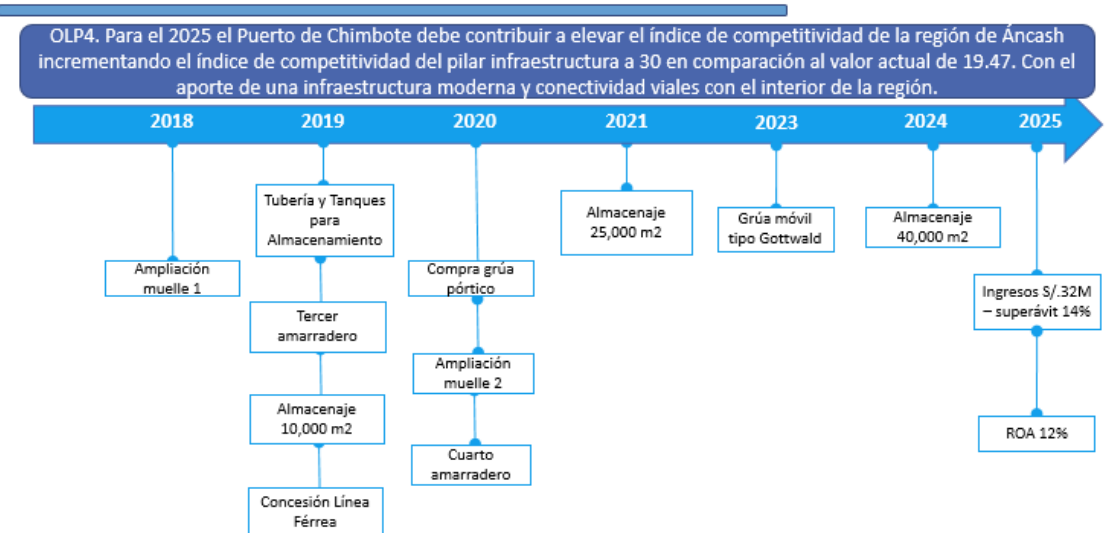 OLP4. Para el 2025 el Puerto de Chimbote debe contribuir a elevar el índice de competitividad de la región de Áncash
incrementando el índice de competitividad del pilar infraestructura a 30 en comparación al valor actual de 19.47. Con el
aporte de una infraestructura moderna y conectividad viales con el interior de la región.
2018
2019
2020
2021
2023
2024
2025
Ampliación
muelle 1
Tubería y Tanques
para
Almacenamiento
Tercer
amarradero
Almacenaje
10,000 m2
Concesión Línea
Férrea
Compra grúa
pórtico
Ampliación
muelle 2
Cuarto
amarradero
Almacenaje
25,000 m2
Grúa móvil
tipo Gottwald
Almacenaje
40,000 m2
Ingresos S/.32M
– superávit 14%
ROA 12%